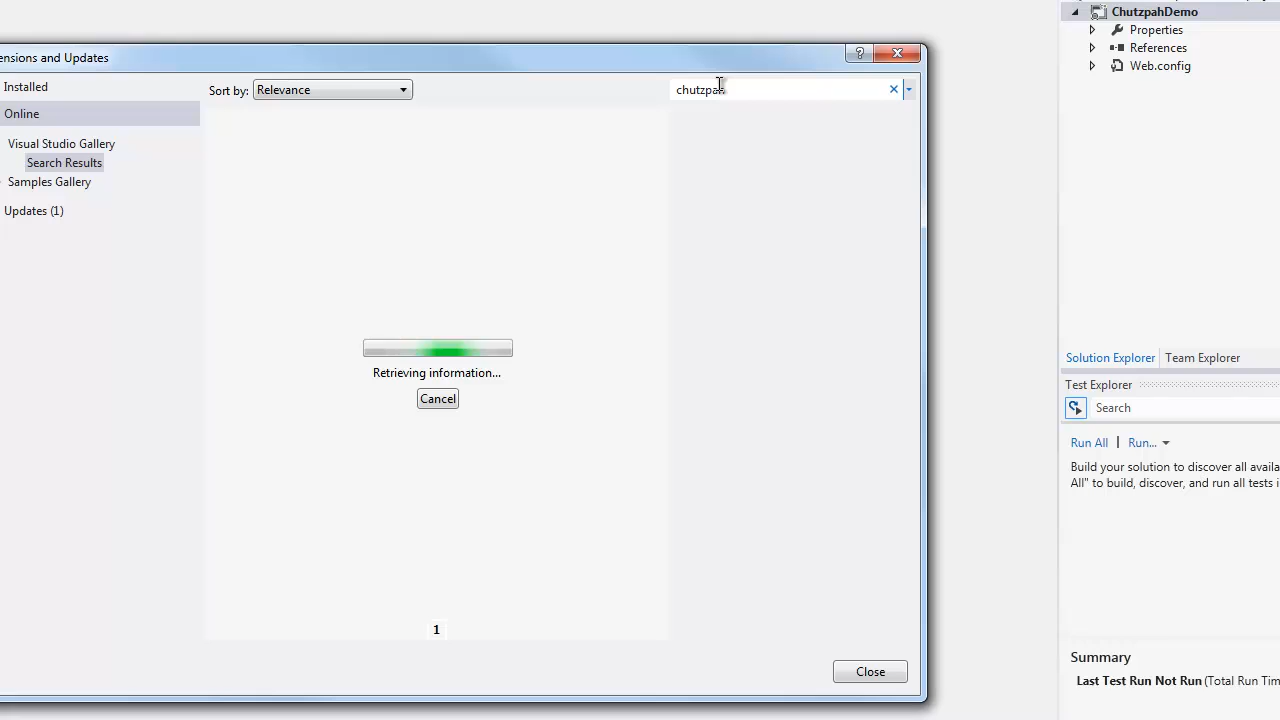 ChutzpahDemo
Properties
References
Web.config
ensions and Updates
Installed
Online
Visual Studio Gallery
Search Results
Samples Gallery
Updates (1)
Sort by: Relevance
chutzpah
Retrieving information...
Cancel
1
Close
Solution Explorer Team Explorer
Test Explorer
Search
Run All | Run...
Build your solution to discover all availa
All" to build, discover, and run all tests i
Summary
Last Test Run Not Run (Total Run Tim